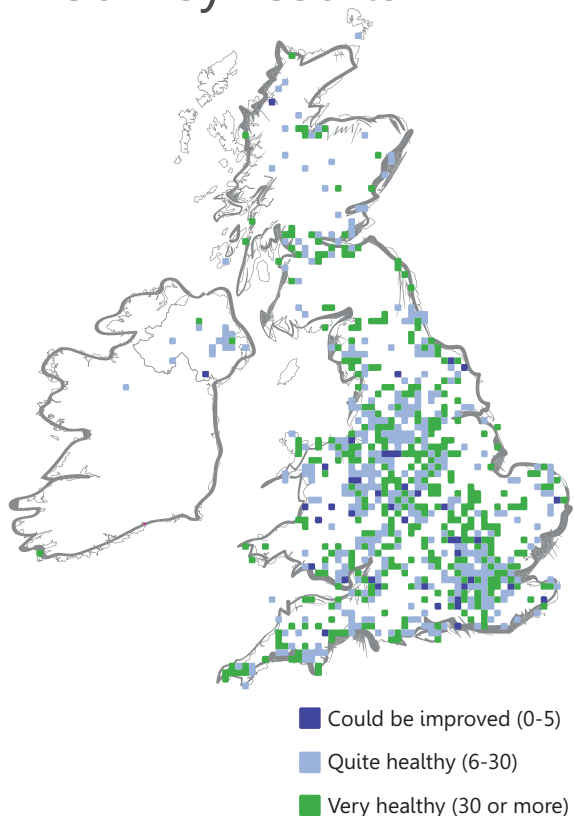 Could be improved (0-5)
Quite healthy (6-30)
Very healthy (30 or more)